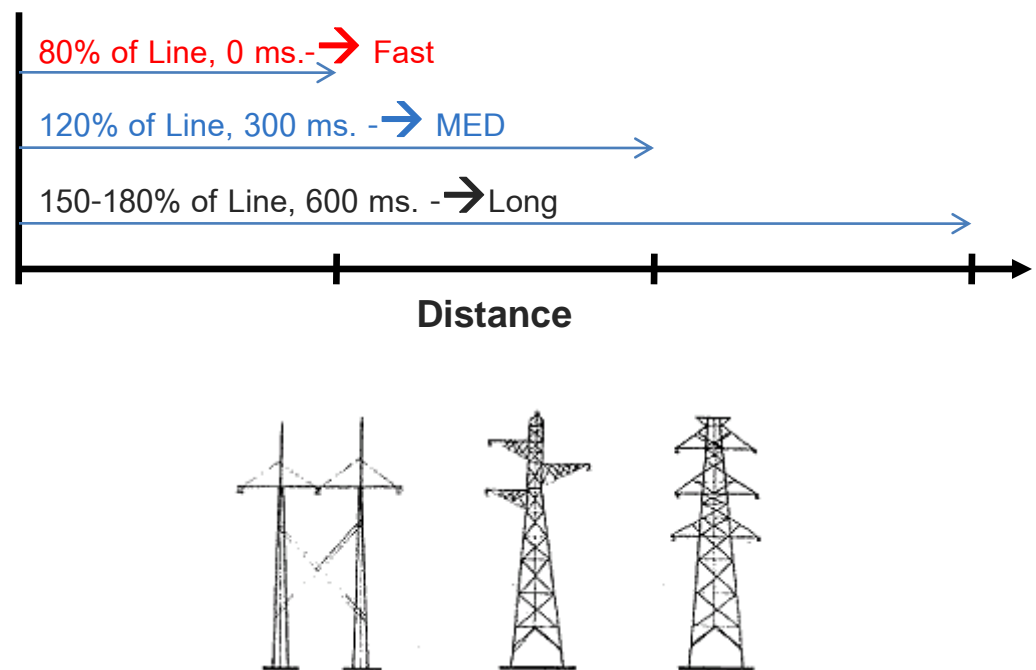 80% of Line, 0 ms.-→ Fast
120% of Line, 300 ms. -→ MED
150-180% of Line, 600 ms. -→Long
Distance